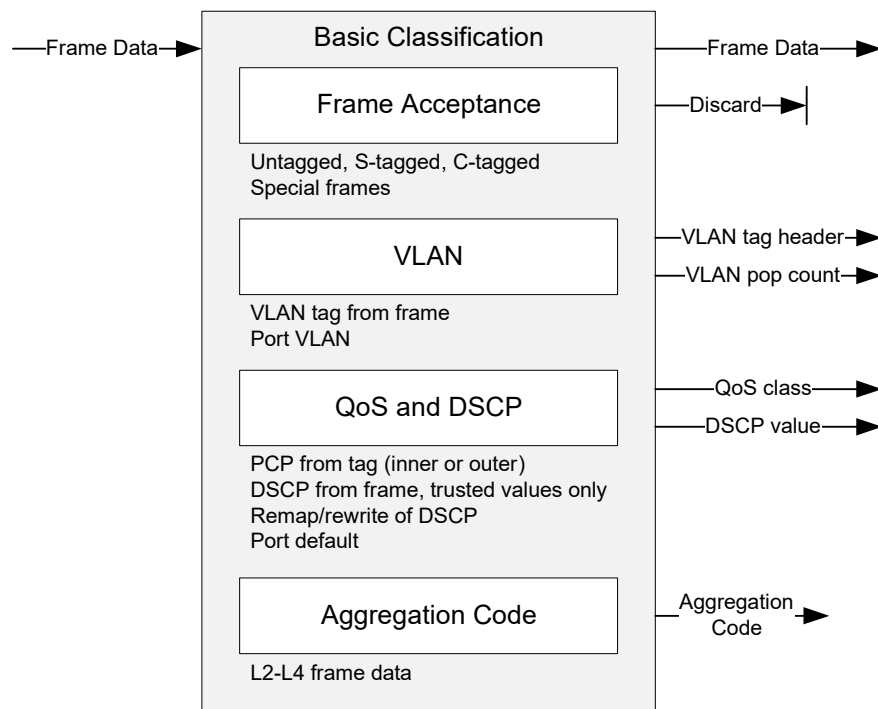 Basic Classification
Frame Data
Frame Data
Frame Acceptance
Discard
Untagged, S-tagged, C-tagged
Special frames
VLAN
VLAN tag header
VLAN pop count
VLAN tag from frame
Port VLAN
QoS and DSCP
QoS class
DSCP value
PCP from tag (inner or outer)
DSCP from frame, trusted values only
Remap/rewrite of DSCP
Port default
Aggregation Code
Aggregation
Code
L2-L4 frame data